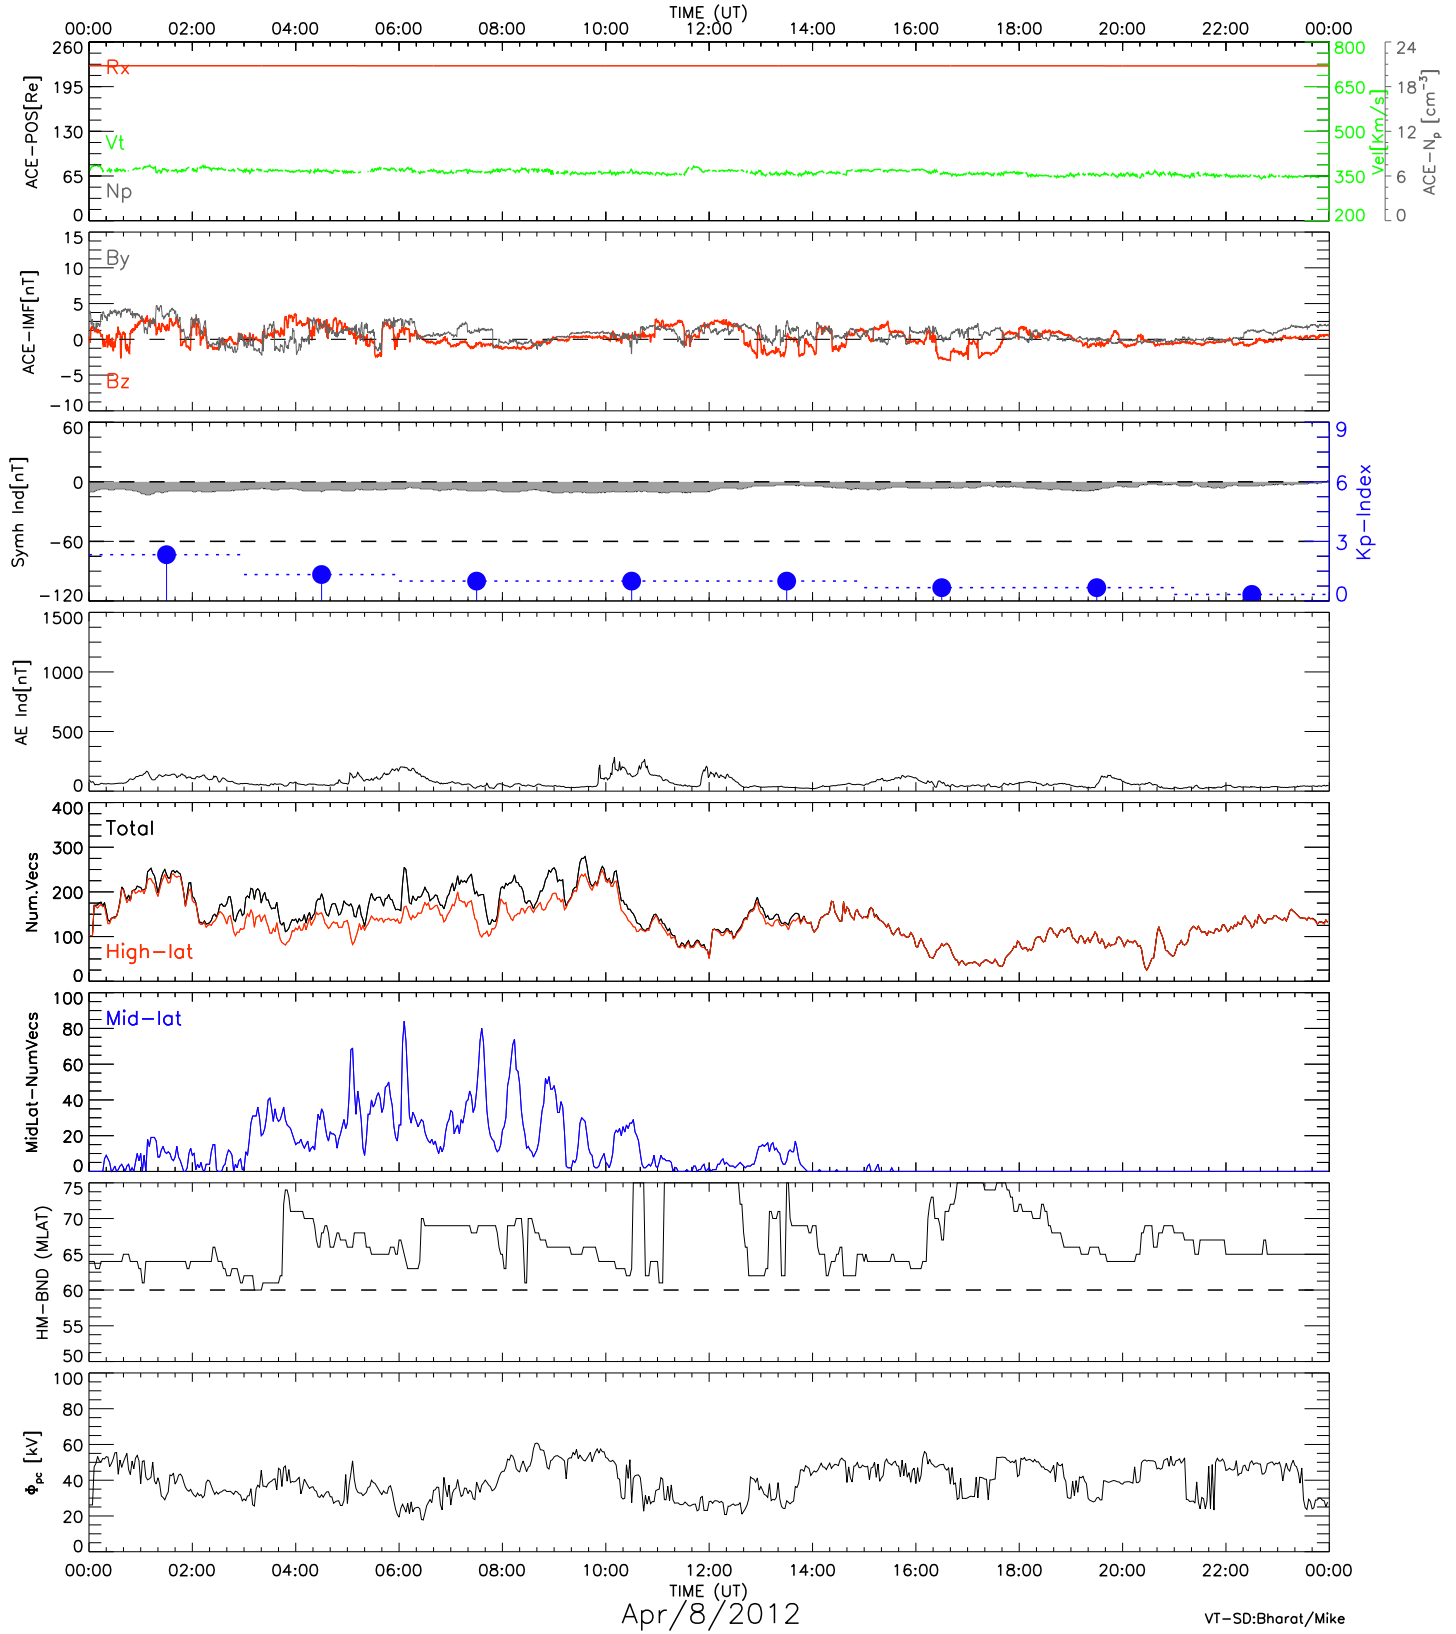 TIME (UT)
00:00 02:00 04:00 06:00 08:00 10:00 12:00 14:00 16:00 18:00 20:00 22:00 00:00
ACE-POS[Re]
260
195
130
65
0
Rx
Vt
Np
800
650
500
350
200
Vel[Km/s]
24
18
12
6
0
ACE-Np [cm⁻³]
ACE-IMF[nT]
15
10
5
0
-5
-10
By
Bz
Symh Ind[nT]
60
0
-60
-120
9
6
3
0
Kp-Index
AE Ind[nT]
1500
1000
500
0
Num.Vecs
400
300
200
100
0
Total
High-lat
MidLat-NumVecs
100
80
60
40
20
0
Mid-lat
HM-BND (MLAT)
75
70
65
60
55
50
Φpc [kV]
100
80
60
40
20
0
00:00 02:00 04:00 06:00 08:00 10:00 12:00 14:00 16:00 18:00 20:00 22:00 00:00
TIME (UT)
Apr/8/2012
VT-SD:Bharat/Mike